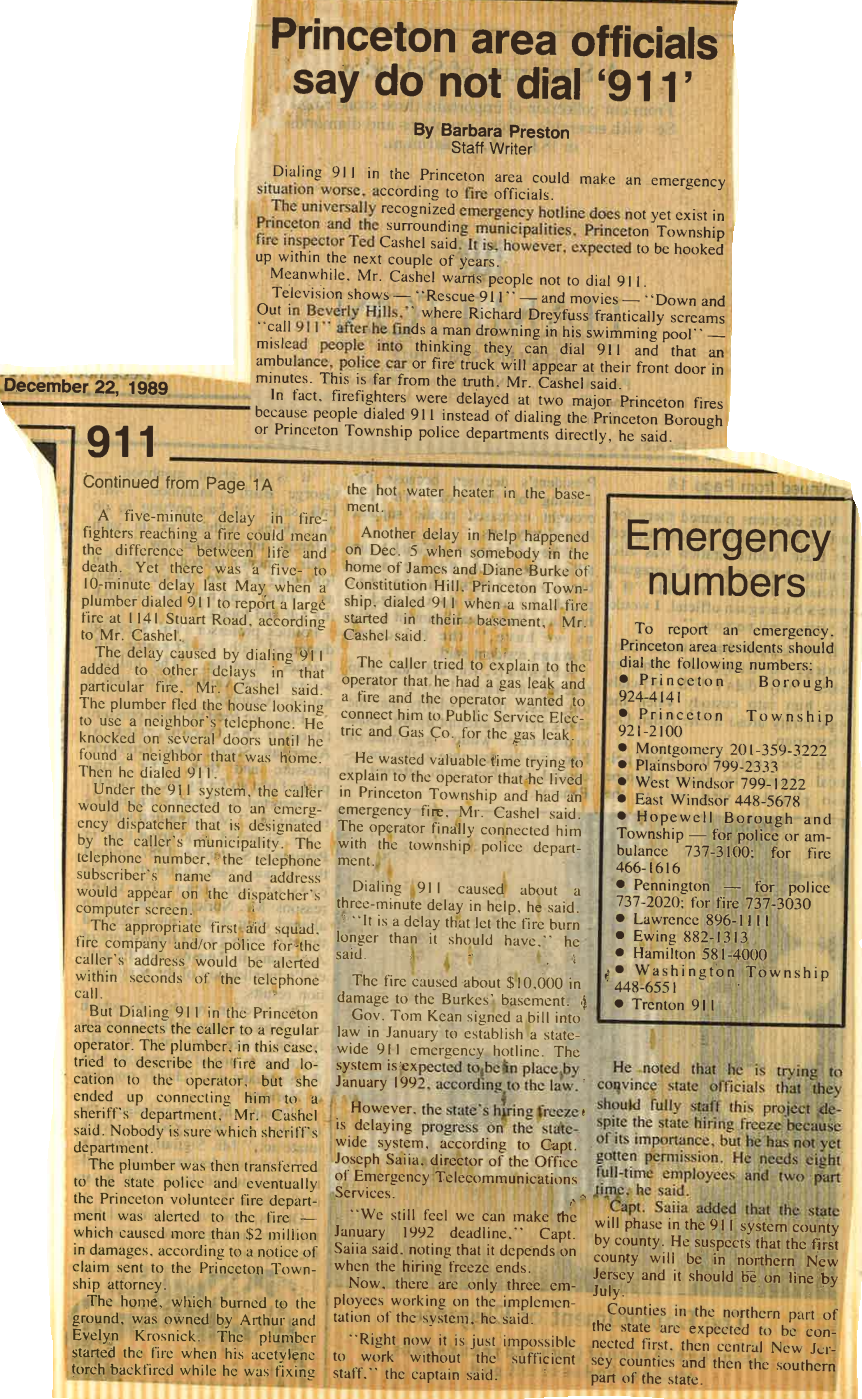 Princeton area officials
say do not dial ‘911’
By Barbara Preston
Staff Writer
Dialing 911 in the Princeton area could make an emergency
situation worse, according to fire officials.
The universally recognized emergency hotline does not yet exist in
Princeton and the surrounding municipalities, Princeton Township
fire inspector Ted Cashel said. It is, however, expected to be hooked
up within the next couple of years.
Meanwhile, Mr. Cashel warns people not to dial 911.
Television shows — “Rescue 911” — and movies — “Down and
Out in Beverly Hills,” where Richard Dreyfuss frantically screams
“call 911” after he finds a man drowning in his swimming pool” —
mislead people into thinking they can dial 911 and that an
ambulance, police car or fire truck will appear at their front door in
minutes. This is far from the truth, Mr. Cashel said.
In fact, firefighters were delayed at two major Princeton fires
because people dialed 911 instead of dialing the Princeton Borough
or Princeton Township police departments directly, he said.
December 22, 1989
911
Continued from Page 1A
A five-minute delay in fire-
fighters reaching a fire could mean
the difference between life and
death. Yet there was a five- to
10-minute delay last May when a
plumber dialed 911 to report a large
fire at 1141 Stuart Road, according
to Mr. Cashel.
The delay caused by dialing 911
added to other delays in that
particular fire, Mr. Cashel said.
The plumber fled the house looking
to use a neighbor's telephone. He
knocked on several doors until he
found a neighbor that was home.
Then he dialed 911.
Under the 911 system, the caller
would be connected to an emerg-
ency dispatcher that is designated
by the caller's municipality. The
telephone number, the telephone
subscriber's name and address
would appear on the dispatcher's
computer screen.
The appropriate first-aid squad,
fire company and/or police for the
caller's address would be alerted
within seconds of the telephone
call.
But Dialing 911 in the Princeton
area connects the caller to a regular
operator. The plumber, in this case,
tried to describe the fire and lo-
cation to the operator, but she
ended up connecting him to a
sheriff's department, Mr. Cashel
said. Nobody is sure which sheriff's
department.
The plumber was then transferred
to the state police and eventually
the Princeton volunteer fire depart-
ment was alerted to the fire —
which caused more than $2 million
in damages, according to a notice of
claim sent to the Princeton Town-
ship attorney.
The home, which burned to the
ground, was owned by Arthur and
Evelyn Krosnick. The plumber
started the fire when his acetylene
torch backfired while he was fixing
the hot water heater in the base-
ment.
Another delay in help happened
on Dec. 5 when somebody in the
home of James and Diane Burke of
Constitution Hill, Princeton Town-
ship, dialed 911 when a small fire
started in their basement, Mr.
Cashel said.
The caller tried to explain to the
operator that he had a gas leak and
a fire and the operator wanted to
connect him to Public Service Elec-
tric and Gas Co. for the gas leak.
He wasted valuable time trying to
explain to the operator that he lived
in Princeton Township and had an
emergency fire, Mr. Cashel said.
The operator finally connected him
with the township police depart-
ment.
Dialing 911 caused about a
three-minute delay in help, he said.
“It is a delay that let the fire burn
longer than it should have,” he
said.
The fire caused about $10,000 in
damage to the Burkes' basement.
Gov. Tom Kean signed a bill into
law in January to establish a state-
wide 911 emergency hotline. The
system is expected to be in place by
January 1992, according to the law.
However, the state's hiring freeze
is delaying progress on the state-
wide system, according to Capt.
Joseph Saiia, director of the Office
of Emergency Telecommunications
Services.
“We still feel we can make the
January 1992 deadline,” Capt.
Saiia said, noting that it depends on
when the hiring freeze ends.
Now, there are only three em-
ployees working on the implemen-
tation of the system, he said.
“Right now it is just impossible
to work without the sufficient
staff,” the captain said.
Emergency
numbers
To report an emergency,
Princeton area residents should
dial the following numbers:
● Princeton Borough
924-4141
● Princeton Township
921-2100
● Montgomery 201-359-3222
● Plainsboro 799-2333
● West Windsor 799-1222
● East Windsor 448-5678
● Hopewell Borough and
Township — for police or am-
bulance 737-3100; for fire
466-1616
● Pennington — for police
737-2020; for fire 737-3030
● Lawrence 896-1111
● Ewing 882-1313
● Hamilton 581-4000
● Washington Township
448-6551
● Trenton 911
He noted that he is trying to
convince state officials that they
should fully staff this project de-
spite the state hiring freeze because
of its importance, but he has not yet
gotten permission. He needs eight
full-time employees and two part
time, he said.
Capt. Saiia added that the state
will phase in the 911 system county
by county. He suspects that the first
county will be in northern New
Jersey and it should be on line by
July.
Counties in the northern part of
the state are expected to be con-
nected first, then central New Jer-
sey counties and then the southern
part of the state.